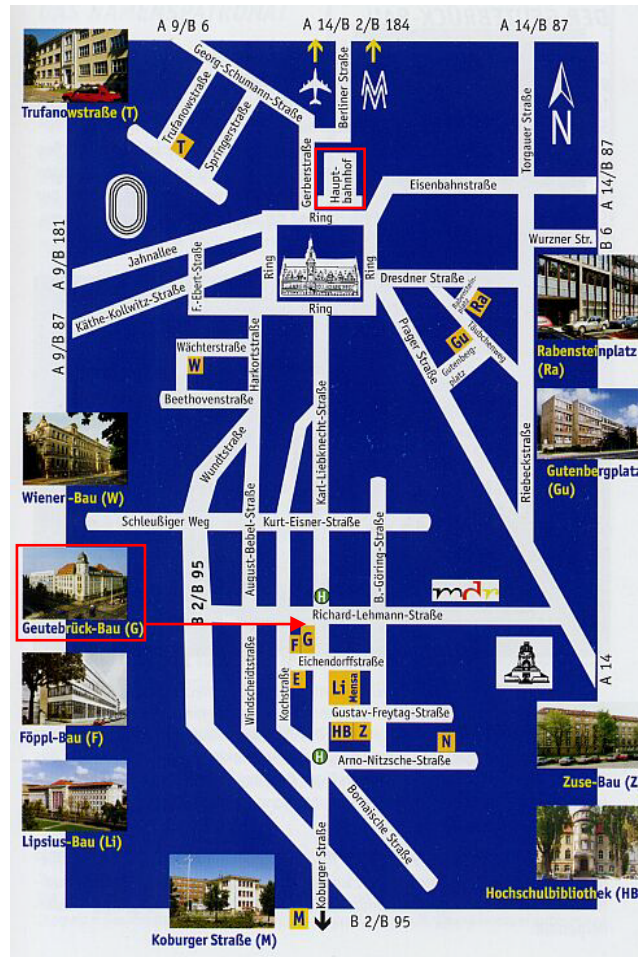 A 9/B 6
A 14/B 2/B 184
A 14/B 87
Georg-Schumann-Straße
Berliner Straße
Torgauer Straße
N
Trufanowstraße (T)
Trufanowstraße
T
Springerstraße
Gerberstraße
Haupt-
bahnhof
Eisenbahnstraße
A 14/B 87
B 6
Ring
Wurzner Str.
Jahnallee
A 9/B 181
F.-Ebert-Straße
Ring
Ring
Dresdner Straße
Käthe-Kollwitz-Straße
A 9/B 87
Ring
Rabenstein-
platz
Ra
Gu
Täubchenweg
Gutenberg-
platz
Prager Straße
Rabensteinplatz
(Ra)
Wächterstraße
W
Harkortstraße
Beethovenstraße
Karl-Liebknecht-Straße
Wundtstraße
Riebeckstraße
Wiener-Bau (W)
Gutenbergplatz
(Gu)
Schleußiger Weg
Kurt-Eisner-Straße
August-Bebel-Straße
B.-Göring-Straße
B 2/B 95
mdr
H
Richard-Lehmann-Straße
Geutebrück-Bau (G)
F
G
Eichendorffstraße
E
Li
Mensa
A 14
Windscheidtstraße
Kochstraße
Gustav-Freytag-Straße
HB
Z
N
Föppl-Bau (F)
H
Arno-Nitzsche-Straße
Zuse-Bau (Z
Bornaische Straße
Lipsius-Bau (Li)
Koburger Straße
Hochschulbibliothek (HB
M
B 2/B 95
Koburger Straße (M)